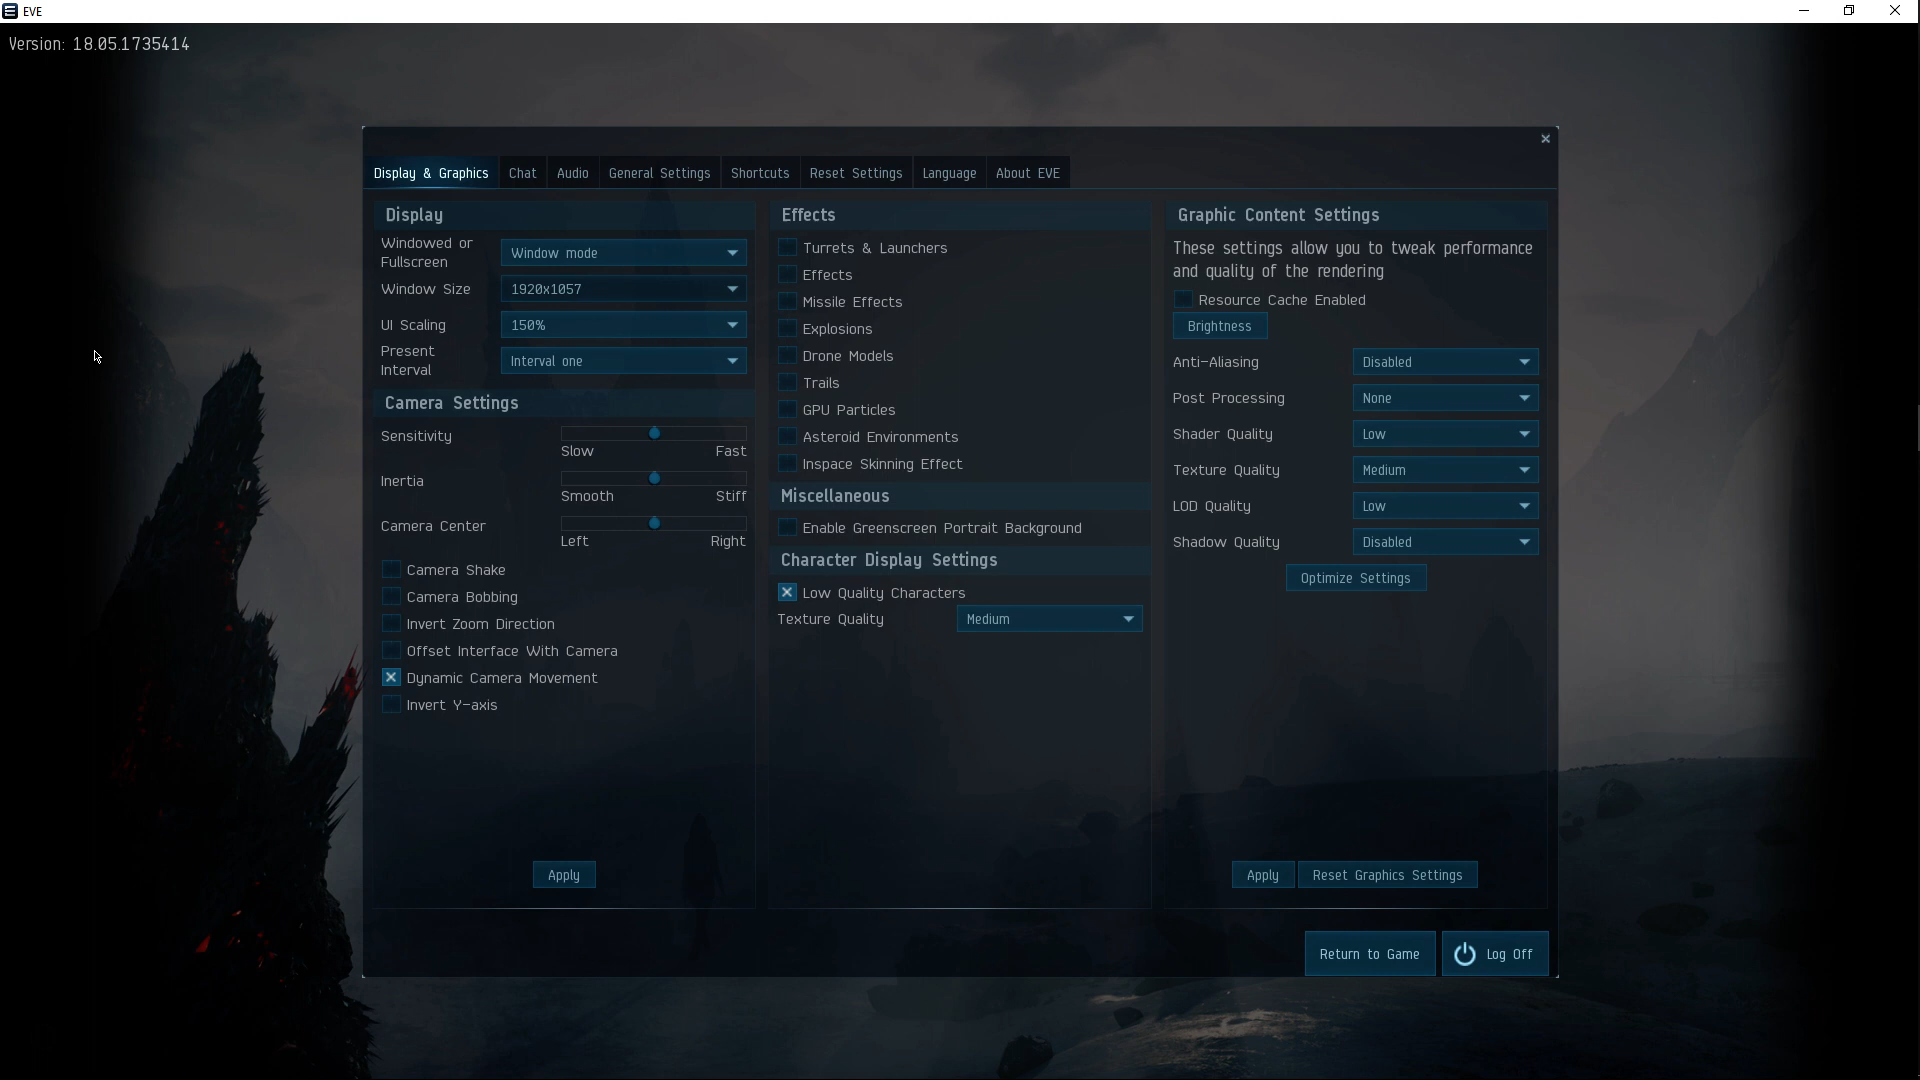 EVE
Version: 18.05.1735414
Display & Graphics
Chat
Audio
General Settings
Shortcuts
Reset Settings
Language
About EVE
Display
Windowed or
Fullscreen
Window mode
Window Size
1920x1057
UI Scaling
150%
Present
Interval
Interval one
Camera Settings
Sensitivity
Slow
Fast
Inertia
Smooth
Stiff
Camera Center
Left
Right
Camera Shake
Camera Bobbing
Invert Zoom Direction
Offset Interface With Camera
Dynamic Camera Movement
Invert Y-axis
Apply
Effects
Turrets & Launchers
Effects
Missile Effects
Explosions
Drone Models
Trails
GPU Particles
Asteroid Environments
Inspace Skinning Effect
Miscellaneous
Enable Greenscreen Portrait Background
Character Display Settings
Low Quality Characters
Texture Quality
Medium
Graphic Content Settings
These settings allow you to tweak performance
and quality of the rendering
Resource Cache Enabled
Brightness
Anti-Aliasing
Disabled
Post Processing
None
Shader Quality
Low
Texture Quality
Medium
LOD Quality
Low
Shadow Quality
Disabled
Optimize Settings
Apply
Reset Graphics Settings
Return to Game
Log Off